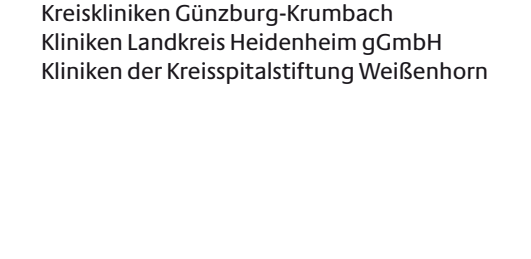 Kreiskliniken Günzburg-Krumbach
Kliniken Landkreis Heidenheim gGmbH
Kliniken der Kreisspitalstiftung Weißenhorn